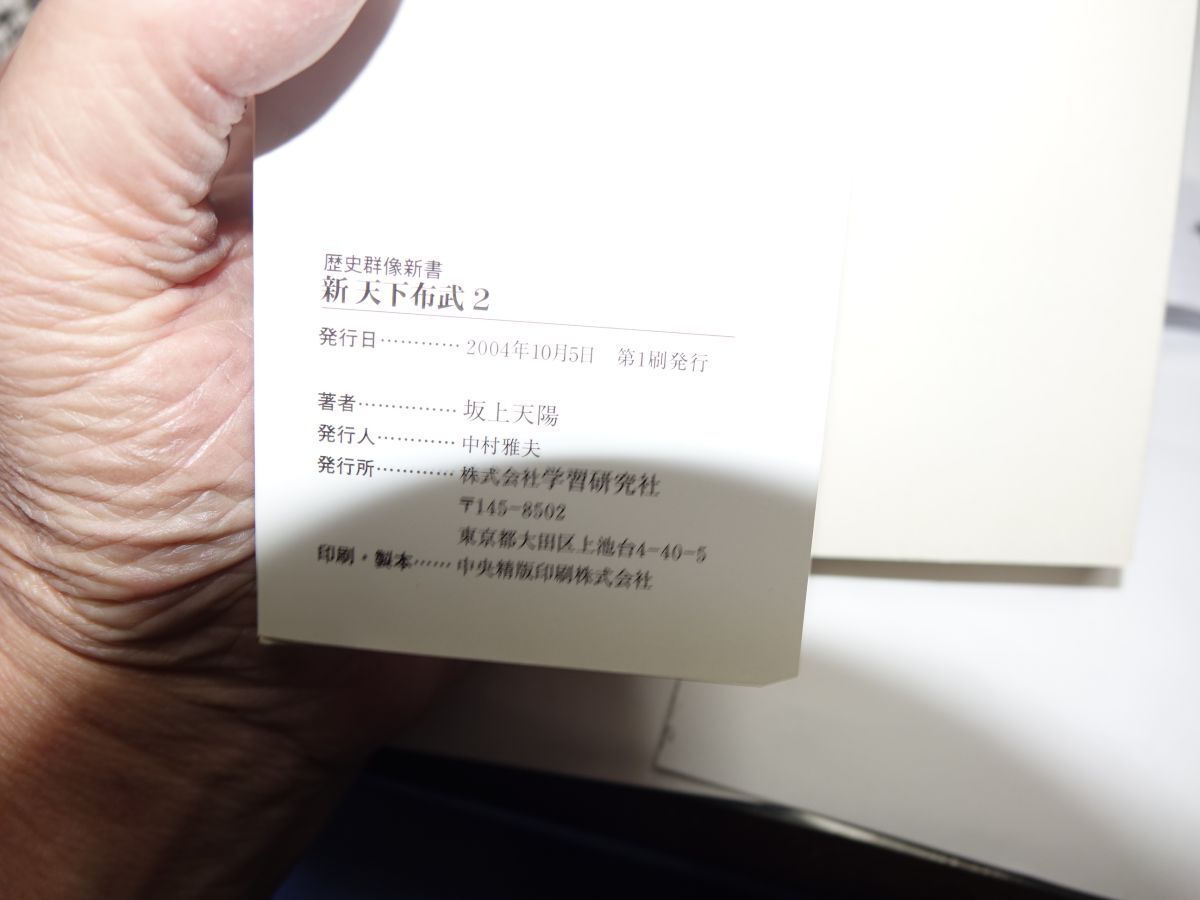 歴史群像新書
新 天下布武 2
発行日………… 2004年10月5日 第1刷発行
著者…………… 坂上天陽
発行人………… 中村雅夫
発行所………… 株式会社学習研究社
〒145-8502
東京都大田区上池台4-40-5
印刷・製本…… 中央精版印刷株式会社